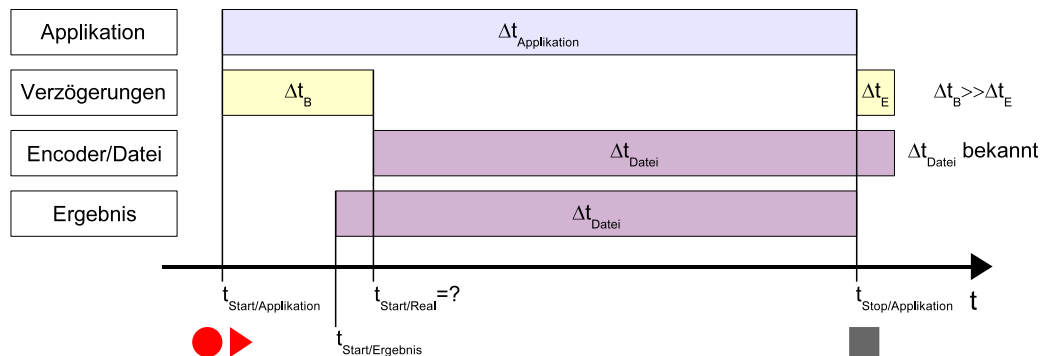 Applikation
Δt_Applikation
Verzögerungen
Δt_B
Δt_E
Δt_B>>Δt_E
Encoder/Datei
Δt_Datei
Δt_Datei bekannt
Ergebnis
Δt_Datei
t_Start/Applikation
t_Start/Real=?
t_Stop/Applikation
t
t_Start/Ergebnis